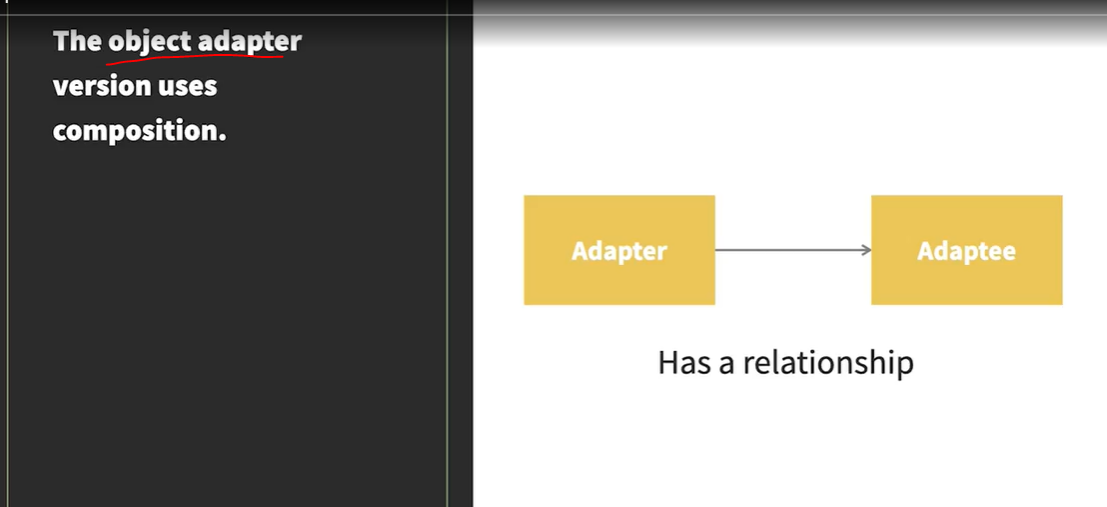 The object adapter
version uses
composition.
Adapter
Adaptee
Has a relationship